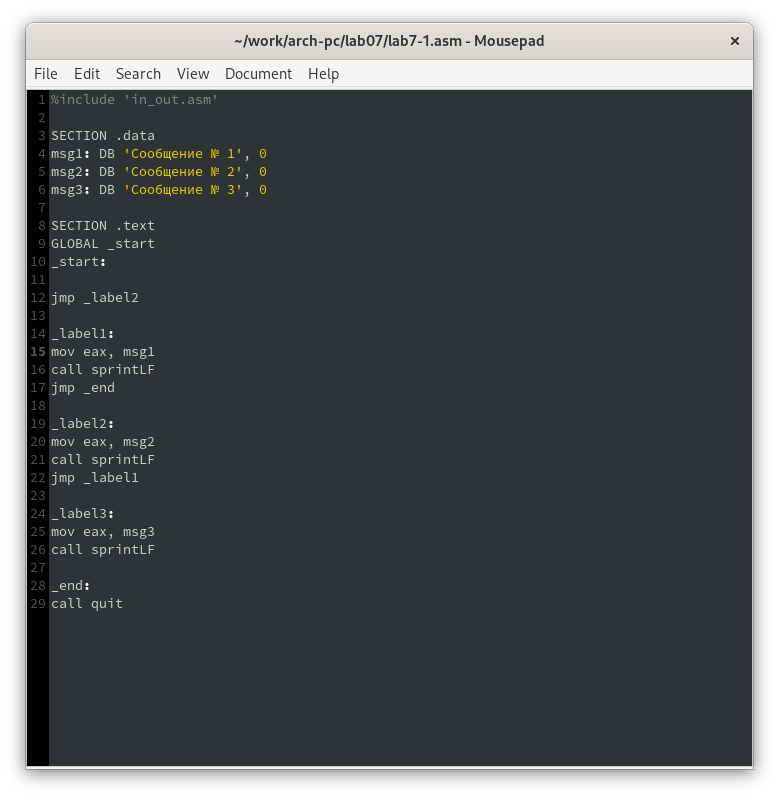 ~/work/arch-pc/lab07/lab7-1.asm - Mousepad
File Edit Search View Document Help
1 %include 'in_out.asm'
2
3 SECTION .data
4 msg1: DB 'Сообщение № 1', 0
5 msg2: DB 'Сообщение № 2', 0
6 msg3: DB 'Сообщение № 3', 0
7
8 SECTION .text
9 GLOBAL _start
10 _start:
11
12 jmp _label2
13
14 _label1:
15 mov eax, msg1
16 call sprintLF
17 jmp _end
18
19 _label2:
20 mov eax, msg2
21 call sprintLF
22 jmp _label1
23
24 _label3:
25 mov eax, msg3
26 call sprintLF
27
28 _end:
29 call quit